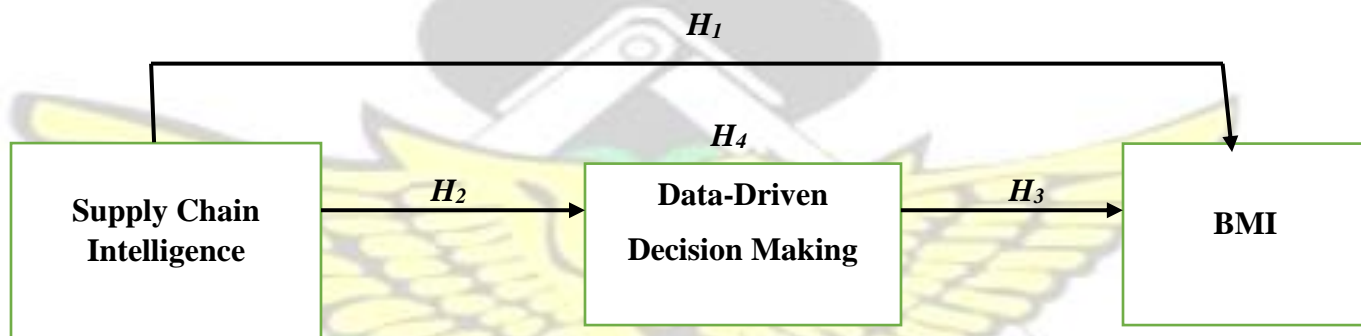 H1
H4
Supply Chain
Intelligence
H2
Data-Driven
Decision Making
H3
BMI